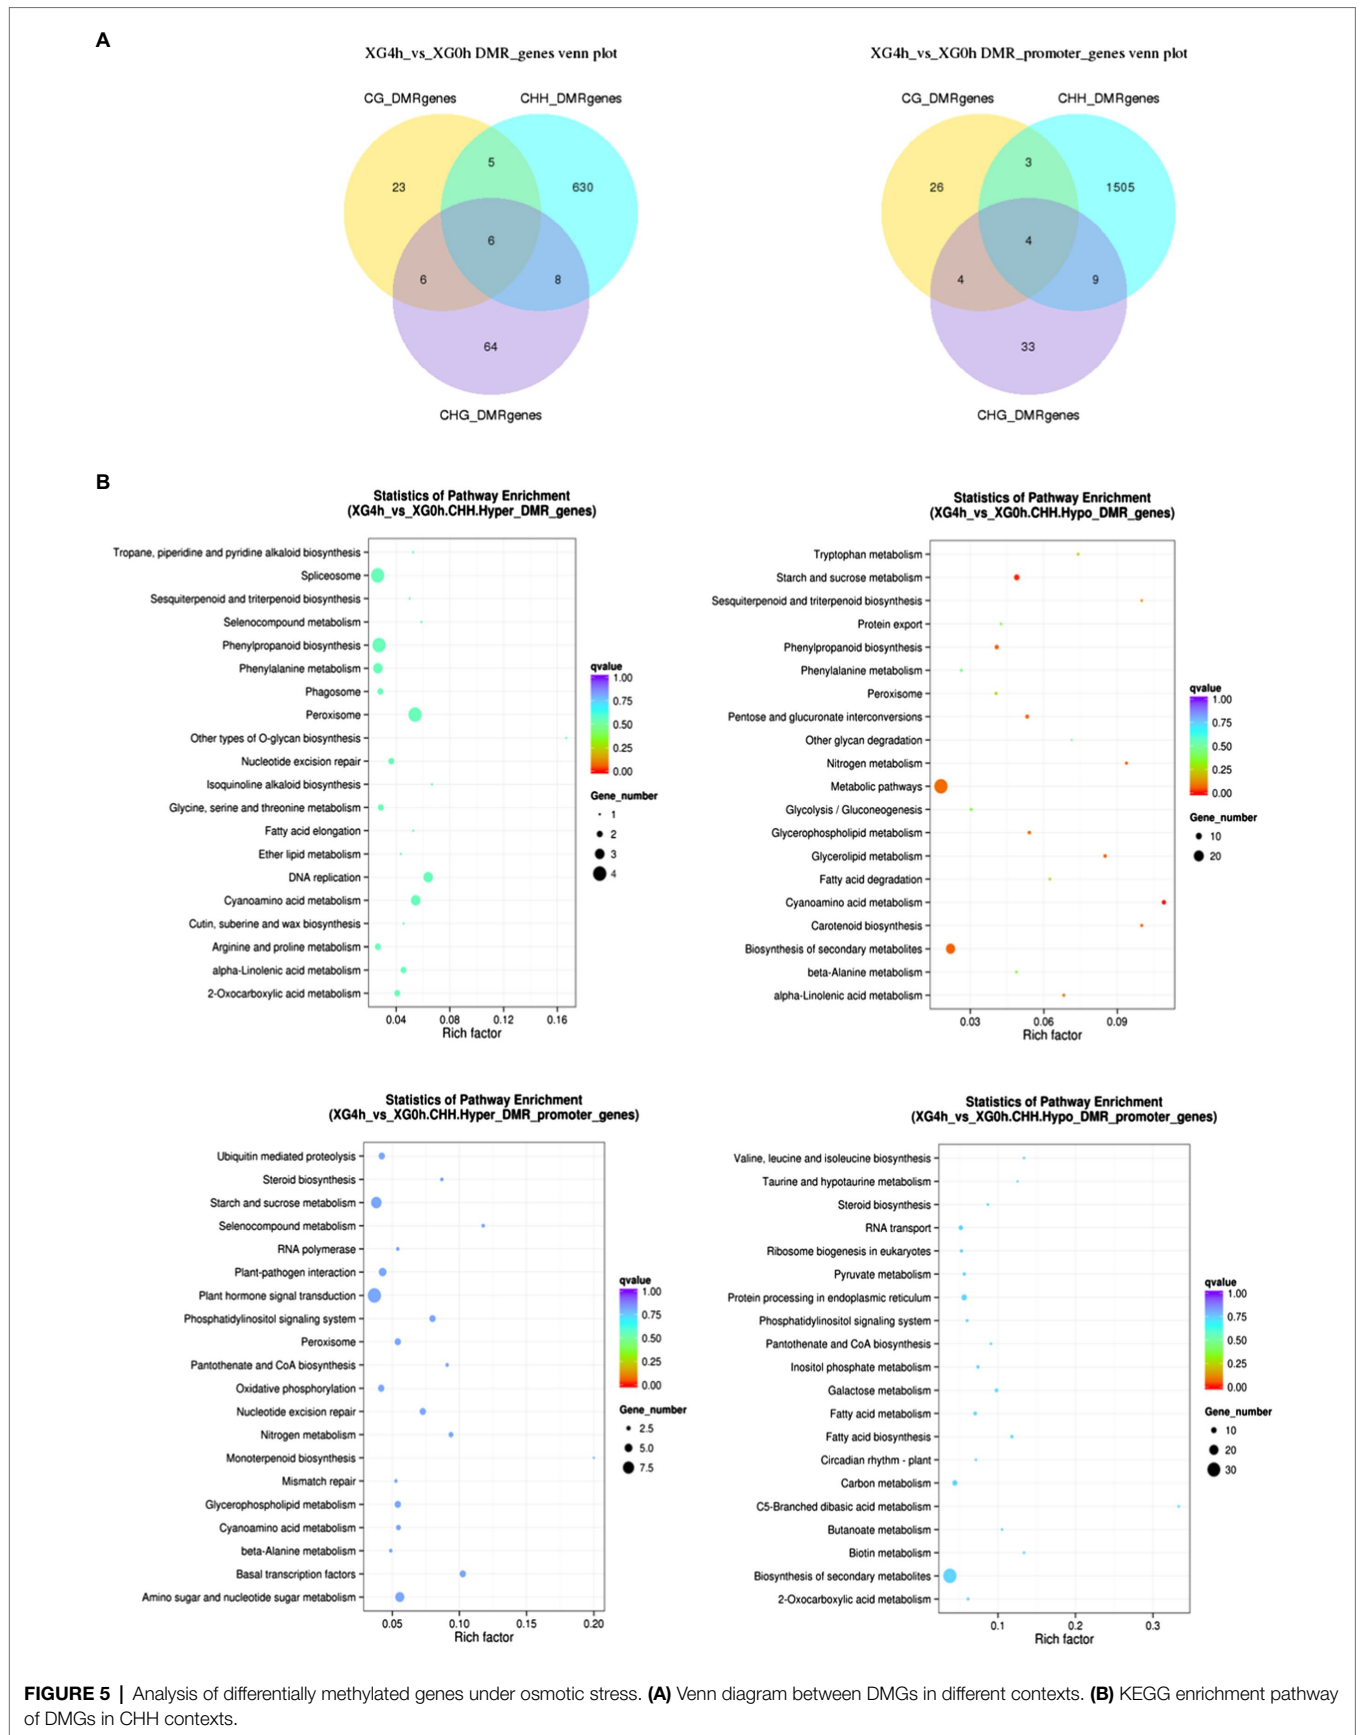 A
XG4h_vs_XG0h DMR_genes venn plot
CG_DMRgenes
CHH_DMRgenes
5
23
630
6
6
8
64
CHG_DMRgenes
XG4h_vs_XG0h DMR_promoter_genes venn plot
CG_DMRgenes
CHH_DMRgenes
3
26
1505
4
4
9
33
CHG_DMRgenes
B
Statistics of Pathway Enrichment
(XG4h_vs_XG0h.CHH.Hyper_DMR_genes)
Tropane, piperidine and pyridine alkaloid biosynthesis
Spliceosome
Sesquiterpenoid and triterpenoid biosynthesis
Selenocompound metabolism
Phenylpropanoid biosynthesis
Phenylalanine metabolism
Phagosome
Peroxisome
Other types of O-glycan biosynthesis
Nucleotide excision repair
Isoquinoline alkaloid biosynthesis
Glycine, serine and threonine metabolism
Fatty acid elongation
Ether lipid metabolism
DNA replication
Cyanoamino acid metabolism
Cutin, suberine and wax biosynthesis
Arginine and proline metabolism
alpha-Linolenic acid metabolism
2-Oxocarboxylic acid metabolism
0.04 0.08 0.12 0.16
Rich factor
qvalue
1.00
0.75
0.50
0.25
0.00
Gene_number
1
2
3
4
Statistics of Pathway Enrichment
(XG4h_vs_XG0h.CHH.Hypo_DMR_genes)
Tryptophan metabolism
Starch and sucrose metabolism
Sesquiterpenoid and triterpenoid biosynthesis
Protein export
Phenylpropanoid biosynthesis
Phenylalanine metabolism
Peroxisome
Pentose and glucuronate interconversions
Other glycan degradation
Nitrogen metabolism
Metabolic pathways
Glycolysis / Gluconeogenesis
Glycerophospholipid metabolism
Glycerolipid metabolism
Fatty acid degradation
Cyanoamino acid metabolism
Carotenoid biosynthesis
Biosynthesis of secondary metabolites
beta-Alanine metabolism
alpha-Linolenic acid metabolism
0.03 0.06 0.09
Rich factor
qvalue
1.00
0.75
0.50
0.25
0.00
Gene_number
10
20
Statistics of Pathway Enrichment
(XG4h_vs_XG0h.CHH.Hyper_DMR_promoter_genes)
Ubiquitin mediated proteolysis
Steroid biosynthesis
Starch and sucrose metabolism
Selenocompound metabolism
RNA polymerase
Plant-pathogen interaction
Plant hormone signal transduction
Phosphatidylinositol signaling system
Peroxisome
Pantothenate and CoA biosynthesis
Oxidative phosphorylation
Nucleotide excision repair
Nitrogen metabolism
Monoterpenoid biosynthesis
Mismatch repair
Glycerophospholipid metabolism
Cyanoamino acid metabolism
beta-Alanine metabolism
Basal transcription factors
Amino sugar and nucleotide sugar metabolism
0.05 0.10 0.15 0.20
Rich factor
qvalue
1.00
0.75
0.50
0.25
0.00
Gene_number
2.5
5.0
7.5
Statistics of Pathway Enrichment
(XG4h_vs_XG0h.CHH.Hypo_DMR_promoter_genes)
Valine, leucine and isoleucine biosynthesis
Taurine and hypotaurine metabolism
Steroid biosynthesis
RNA transport
Ribosome biogenesis in eukaryotes
Pyruvate metabolism
Protein processing in endoplasmic reticulum
Phosphatidylinositol signaling system
Pantothenate and CoA biosynthesis
Inositol phosphate metabolism
Galactose metabolism
Fatty acid metabolism
Fatty acid biosynthesis
Circadian rhythm - plant
Carbon metabolism
C5-Branched dibasic acid metabolism
Butanoate metabolism
Biotin metabolism
Biosynthesis of secondary metabolites
2-Oxocarboxylic acid metabolism
0.1 0.2 0.3
Rich factor
qvalue
1.00
0.75
0.50
0.25
0.00
Gene_number
10
20
30
FIGURE 5 | Analysis of differentially methylated genes under osmotic stress. (A) Venn diagram between DMGs in different contexts. (B) KEGG enrichment pathway
of DMGs in CHH contexts.